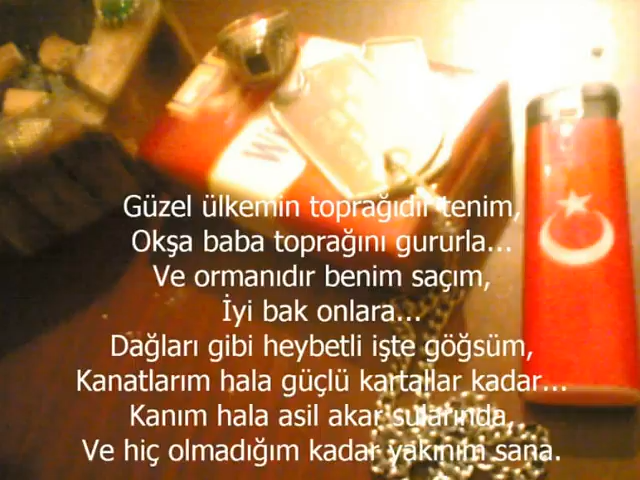 Güzel ülkemin toprağıdır tenim,
Okşa baba toprağını gururla...
Ve ormanıdır benim saçım,
İyi bak onlara...
Dağları gibi heybetli işte göğsüm,
Kanatlarım hala güçlü kartallar kadar...
Kanım hala asil akar sularında,
Ve hiç olmadığım kadar yakınım sana.